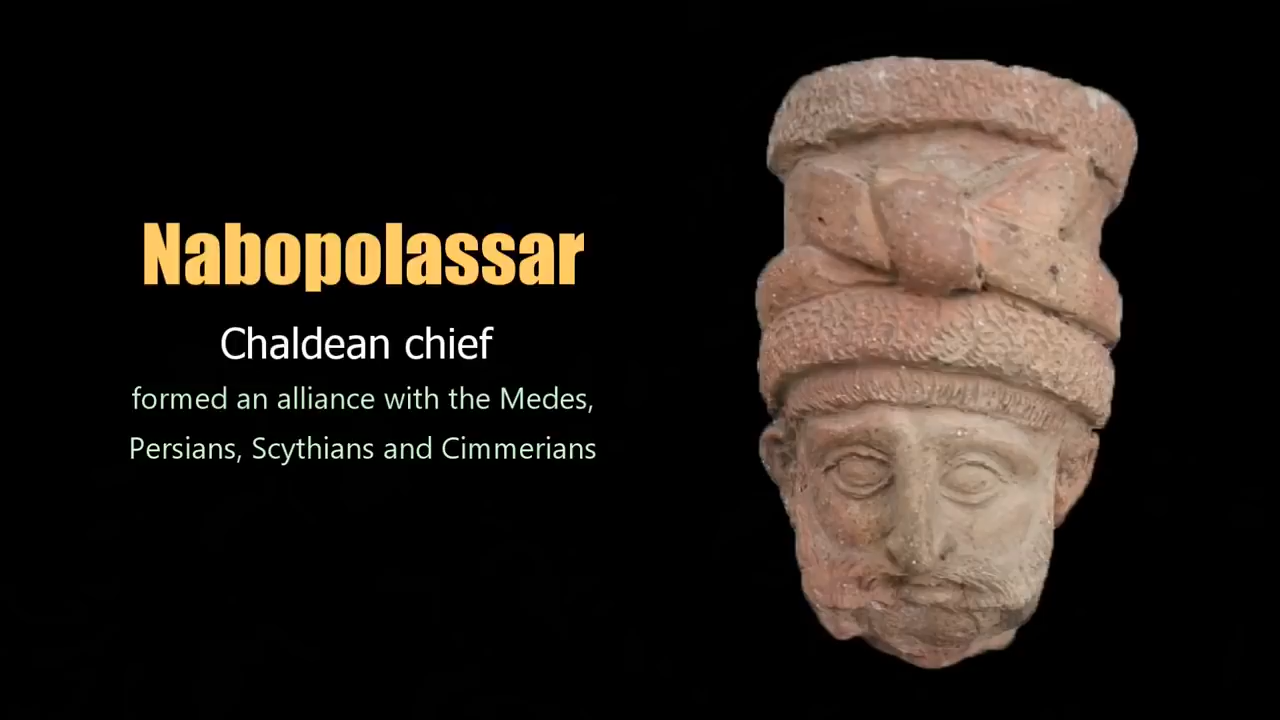 Nabopolassar
Chaldean chief
formed an alliance with the Medes,
Persians, Scythians and Cimmerians